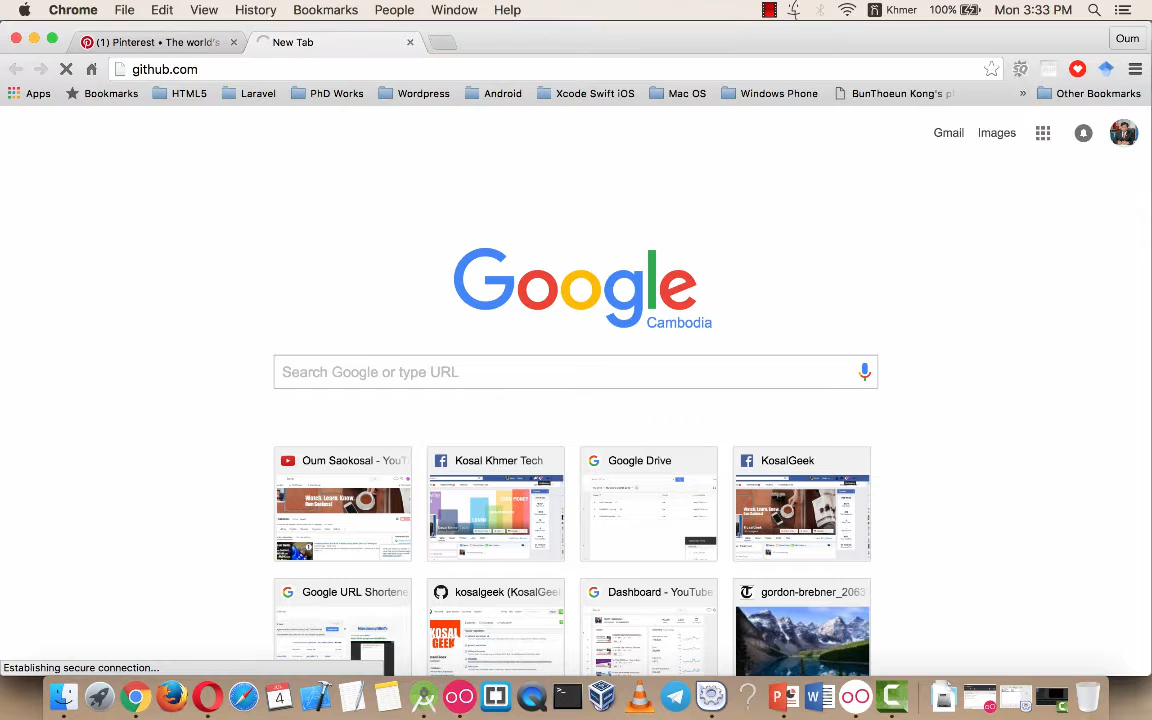 Chrome File Edit View History Bookmarks People Window Help Khmer 100% Mon 3:33 PM
(1) Pinterest • The world's New Tab Oum
github.com
Apps Bookmarks HTML5 Laravel PhD Works Wordpress Android Xcode Swift iOS Mac OS Windows Phone BunThoeun Kong's p » Other Bookmarks
Gmail Images
Google
Cambodia
Search Google or type URL
Oum Saokosal - YouT Kosal Khmer Tech Google Drive KosalGeek
Google URL Shortene kosalgeek (KosalGee Dashboard - YouTube gordon-brebner_2063
KOSAL
GEEK
Establishing secure connection...